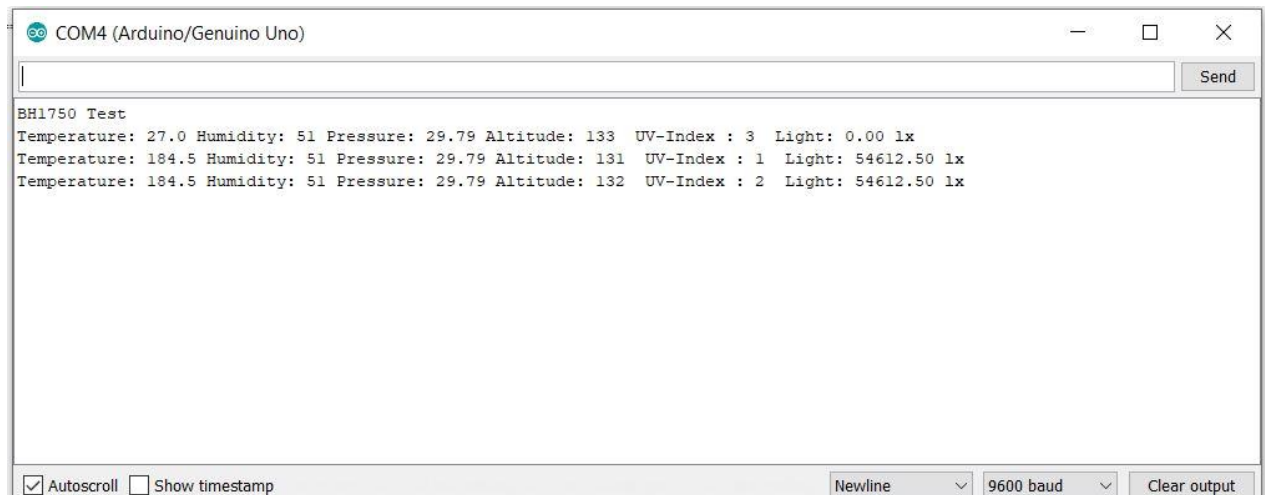 COM4 (Arduino/Genuino Uno)
Send
BH1750 Test
Temperature: 27.0 Humidity: 51 Pressure: 29.79 Altitude: 133  UV-Index : 3  Light: 0.00 lx
Temperature: 184.5 Humidity: 51 Pressure: 29.79 Altitude: 131  UV-Index : 1  Light: 54612.50 lx
Temperature: 184.5 Humidity: 51 Pressure: 29.79 Altitude: 132  UV-Index : 2  Light: 54612.50 lx
Autoscroll Show timestamp Newline 9600 baud Clear output